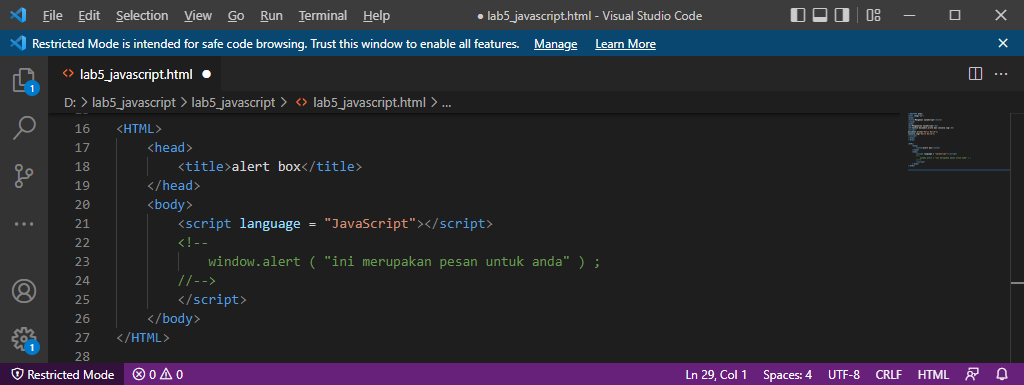 File Edit Selection View Go Run Terminal Help ● lab5_javascript.html - Visual Studio Code
Restricted Mode is intended for safe code browsing. Trust this window to enable all features. Manage Learn More
lab5_javascript.html
D: > lab5_javascript > lab5_javascript > lab5_javascript.html > ...
16 <HTML>
17 <head>
18 <title>alert box</title>
19 </head>
20 <body>
21 <script language = "JavaScript"></script>
22 <!--
23 window.alert ( "ini merupakan pesan untuk anda" ) ;
24 //-->
25 </script>
26 </body>
27 </HTML>
28
1
1
Restricted Mode 0 0 Ln 29, Col 1 Spaces: 4 UTF-8 CRLF HTML